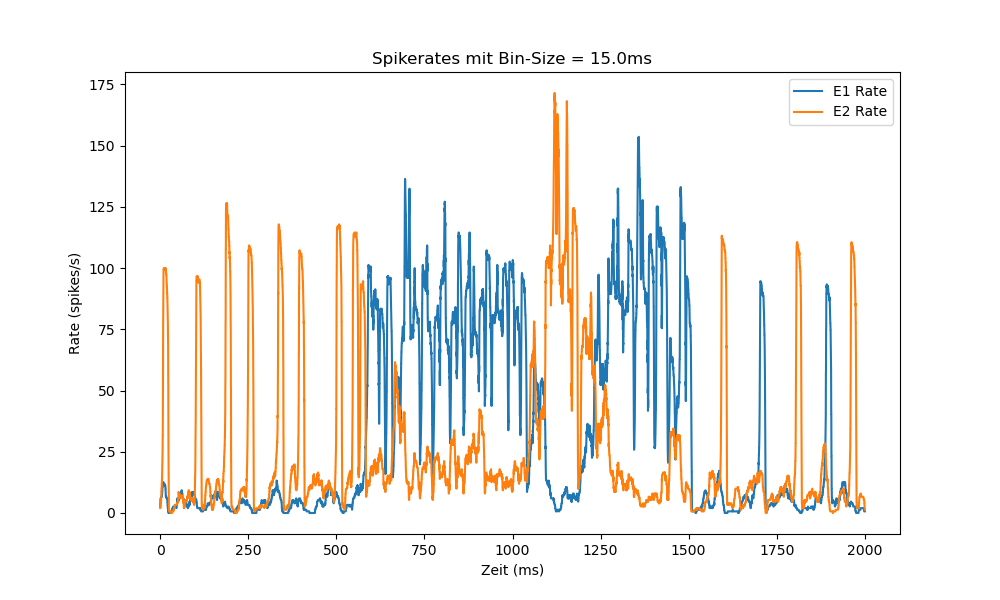 Spikerates mit Bin-Size = 15.0ms
E1 Rate
E2 Rate
Rate (spikes/s)
175
150
125
100
75
50
25
0
0 250 500 750 1000 1250 1500 1750 2000
Zeit (ms)